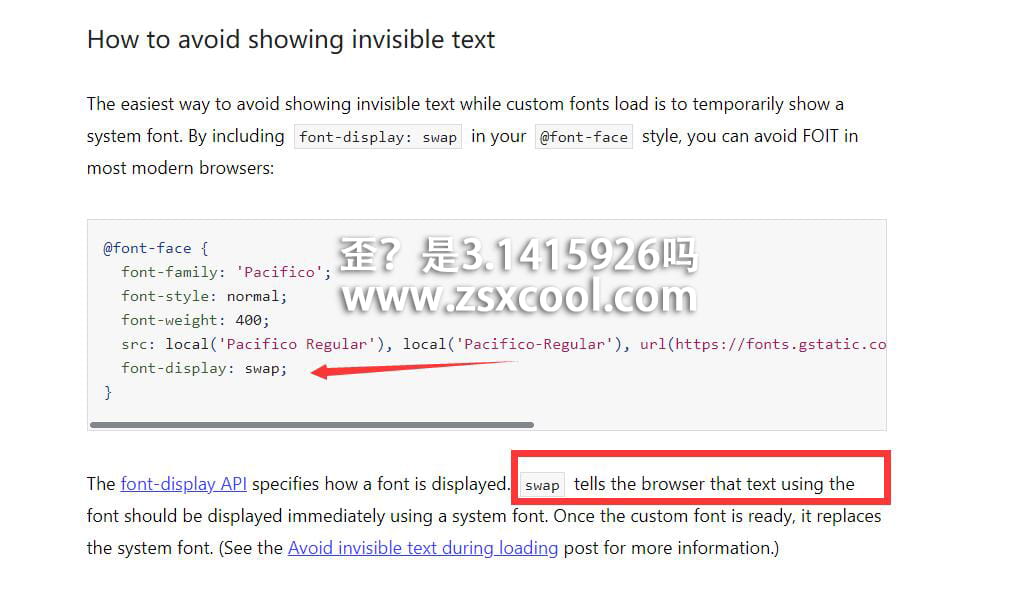 How to avoid showing invisible text
The easiest way to avoid showing invisible text while custom fonts load is to temporarily show a
system font. By including font-display: swap in your @font-face style, you can avoid FOIT in
most modern browsers:
@font-face {
font-family: 'Pacifico';
font-style: normal;
font-weight: 400;
src: local('Pacifico Regular'), local('Pacifico-Regular'), url(https://fonts.gstatic.co
font-display: swap;
}
歪？是3.1415926吗
www.zsxcool.com
The font-display API specifies how a font is displayed. swap tells the browser that text using the
font should be displayed immediately using a system font. Once the custom font is ready, it replaces
the system font. (See the Avoid invisible text during loading post for more information.)